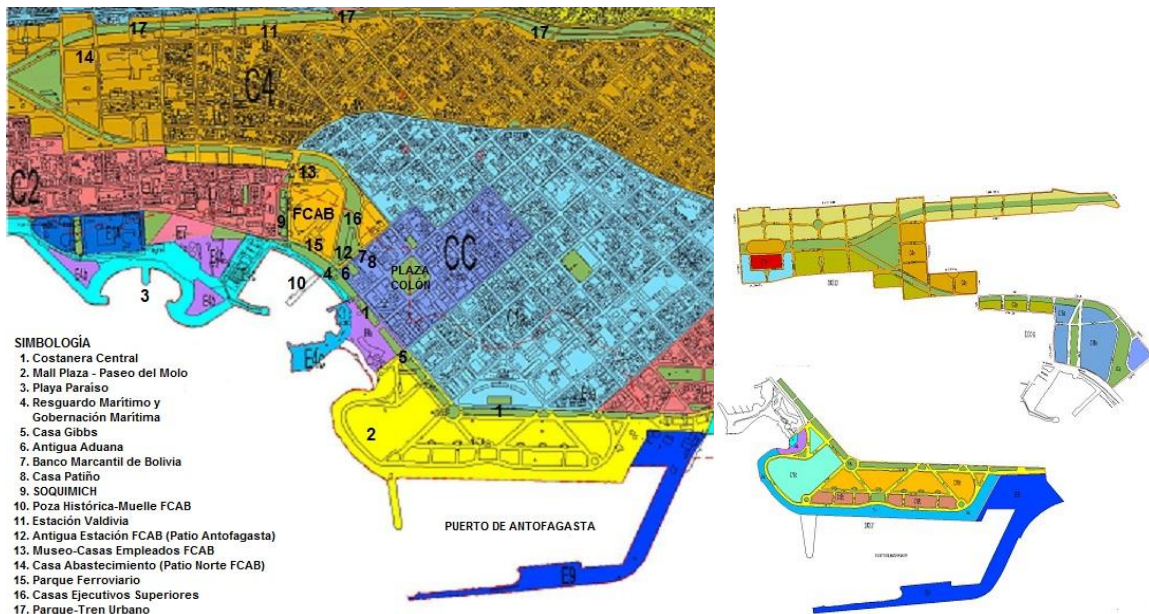 17
17
11
17
14
C4
C2
13
9
FCAB
16
15
12
7
8
4
6
PLAZA
COLÓN
CC
10
3
E4b
E4b
1
5
1
2
PUERTO DE ANTOFAGASTA
E9
SIMBOLOGÍA
1. Costanera Central
2. Mall Plaza - Paseo del Molo
3. Playa Paraíso
4. Resguardo Marítimo y
Gobernación Marítima
5. Casa Gibbs
6. Antigua Aduana
7. Banco Marcantil de Bolivia
8. Casa Patiño
9. SOQUIMICH
10. Poza Histórica-Muelle FCAB
11. Estación Valdivia
12. Antigua Estación FCAB (Patio Antofagasta)
13. Museo-Casas Empleados FCAB
14. Casa Abastecimiento (Patio Norte FCAB)
15. Parque Ferroviario
16. Casas Ejecutivos Superiores
17. Parque-Tren Urbano